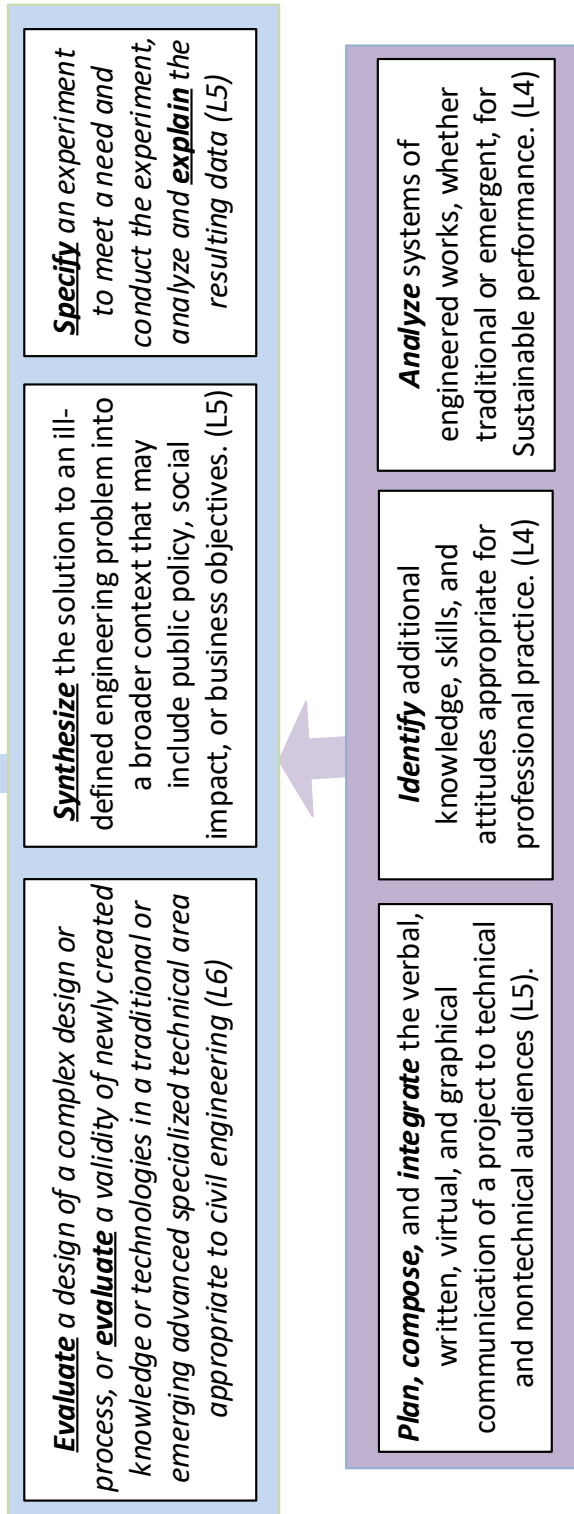 Evaluate a design of a complex design or
process, or evaluate a validity of newly created
knowledge or technologies in a traditional or
emerging advanced specialized technical area
appropriate to civil engineering (L6)
Synthesize the solution to an ill-
defined engineering problem into
a broader context that may
include public policy, social
impact, or business objectives. (L5)
Specify an experiment
to meet a need and
conduct the experiment,
analyze and explain the
resulting data (L5)
Plan, compose, and integrate the verbal,
written, virtual, and graphical
communication of a project to technical
and nontechnical audiences (L5).
Identify additional
knowledge, skills, and
attitudes appropriate for
professional practice. (L4)
Analyze systems of
engineered works, whether
traditional or emergent, for
Sustainable performance. (L4)